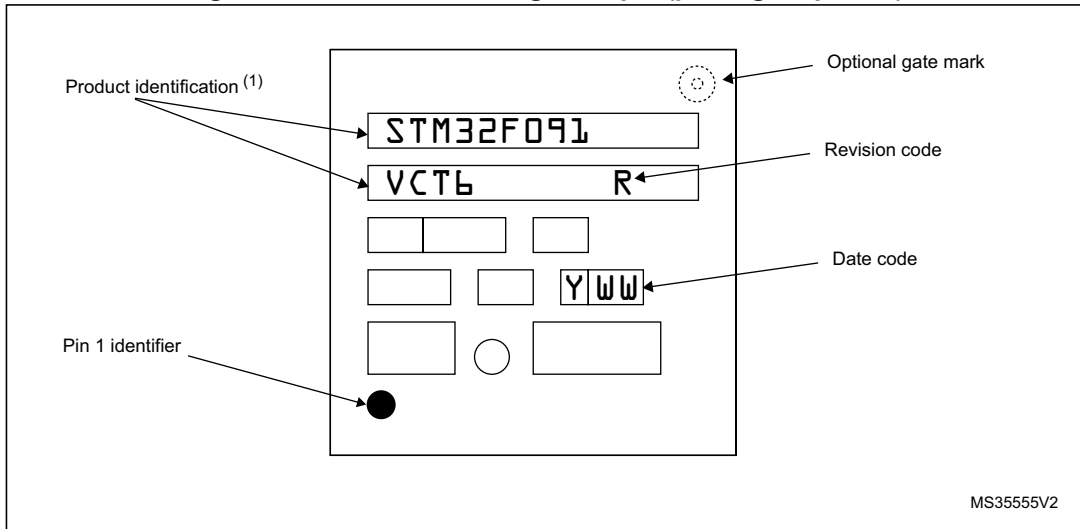 Product identification (1)
Optional gate mark
STM32F091
Revision code
VCT6 R
Date code
Y WW
Pin 1 identifier
MS35555V2